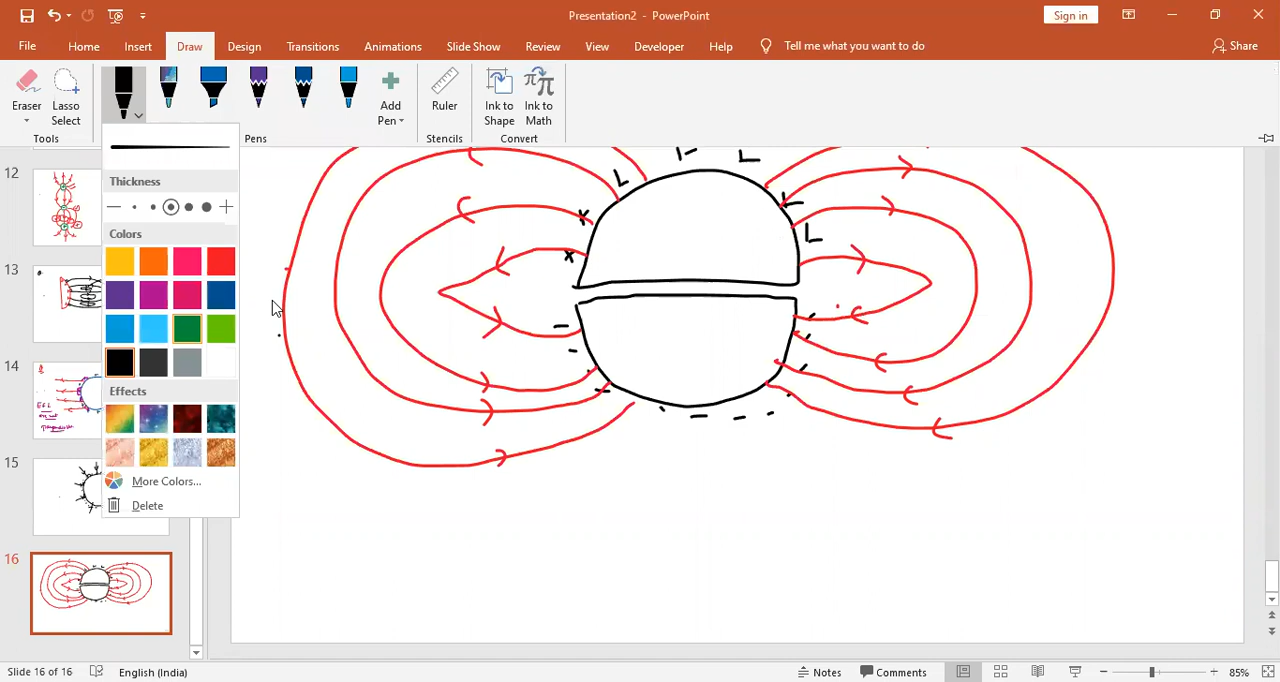 Presentation2 - PowerPoint
Sign in
File Home Insert Draw Design Transitions Animations Slide Show Review View Developer Help Tell me what you want to do Share
Eraser
Lasso Select
Add Pen
Ruler
Ink to Shape
Ink to Math
Tools
Pens
Stencils
Convert
Thickness
Colors
Effects
More Colors...
Delete
12
13
14
15
16
Slide 16 of 16 English (India) Notes Comments 85%